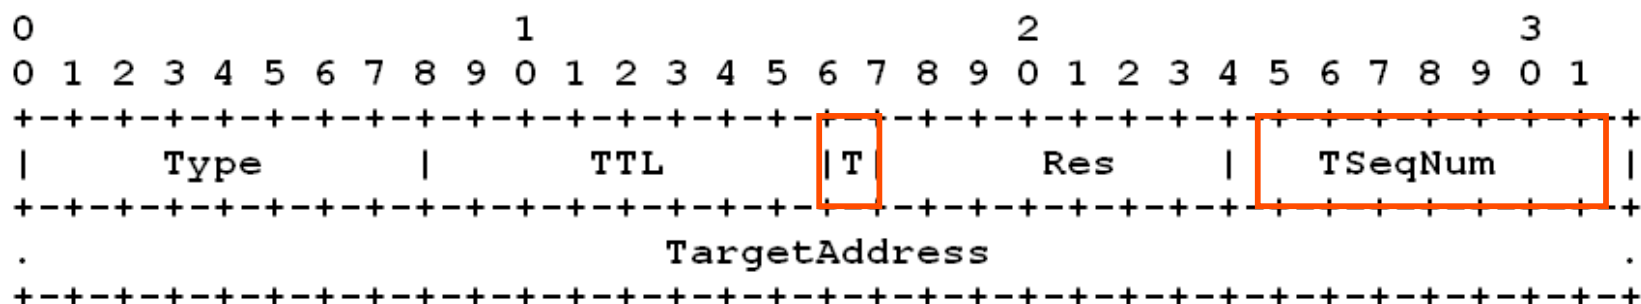 0                   1                   2                   3
0 1 2 3 4 5 6 7 8 9 0 1 2 3 4 5 6 7 8 9 0 1 2 3 4 5 6 7 8 9 0 1
+-+-+-+-+-+-+-+-+-+-+-+-+-+-+-+-+-+-+-+-+-+-+-+-+-+-+-+-+-+-+-+-+
|     Type      |      TTL      |T|      Res    |   TSeqNum     |
+-+-+-+-+-+-+-+-+-+-+-+-+-+-+-+-+-+-+-+-+-+-+-+-+-+-+-+-+-+-+-+-+
.                         TargetAddress                         .
+-+-+-+-+-+-+-+-+-+-+-+-+-+-+-+-+-+-+-+-+-+-+-+-+-+-+-+-+-+-+-+-+